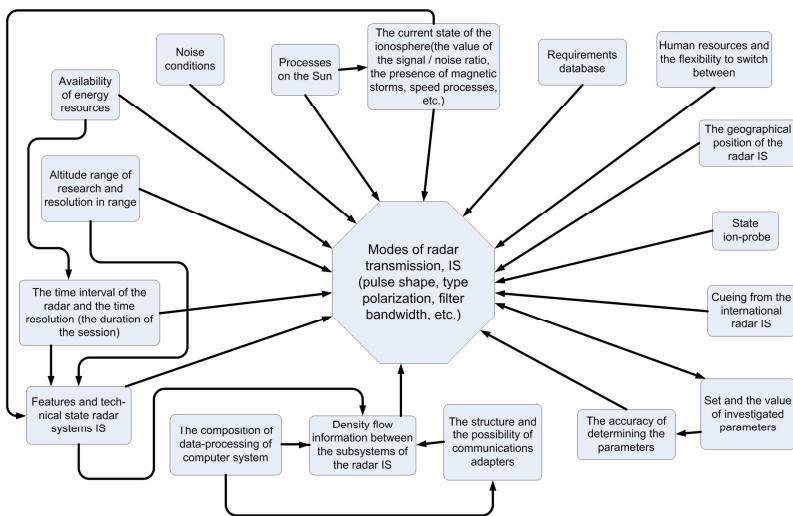 Noise
conditions
Processes
on the Sun
The current state of the
ionosphere(the value of
the signal / noise ratio,
the presence of magnetic
storms, speed processes,
etc.)
Requirements
database
Human resources and
the flexibility to switch
between
Availability
of energy
resources
The geographical
position of the
radar IS
Altitude range of
research and
resolution in range
State
ion-probe
Modes of radar
transmission, IS
(pulse shape, type
polarization, filter
bandwidth, etc.)
The time interval of the
radar and the time
resolution (the duration of
the session)
Cueing from the
international
radar IS
Features and tech-
nical state radar
systems IS
The composition of
data-processing of
computer system
Density flow
information between
the subsystems of
the radar IS
The structure and
the possibility of
communications
adapters
The accuracy of
determining the
parameters
Set and the value
of investigated
parameters